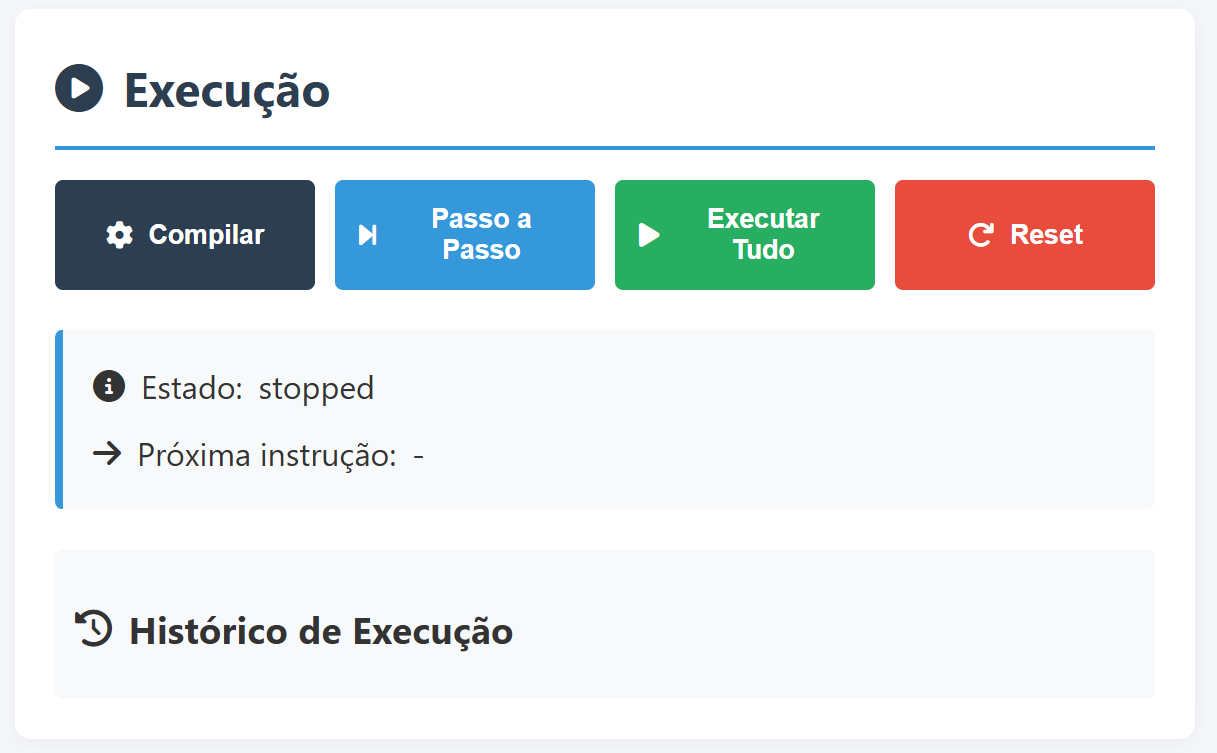 Execução
Compilar
Passo a
Passo
Executar
Tudo
Reset
Estado: stopped
Próxima instrução: -
Histórico de Execução